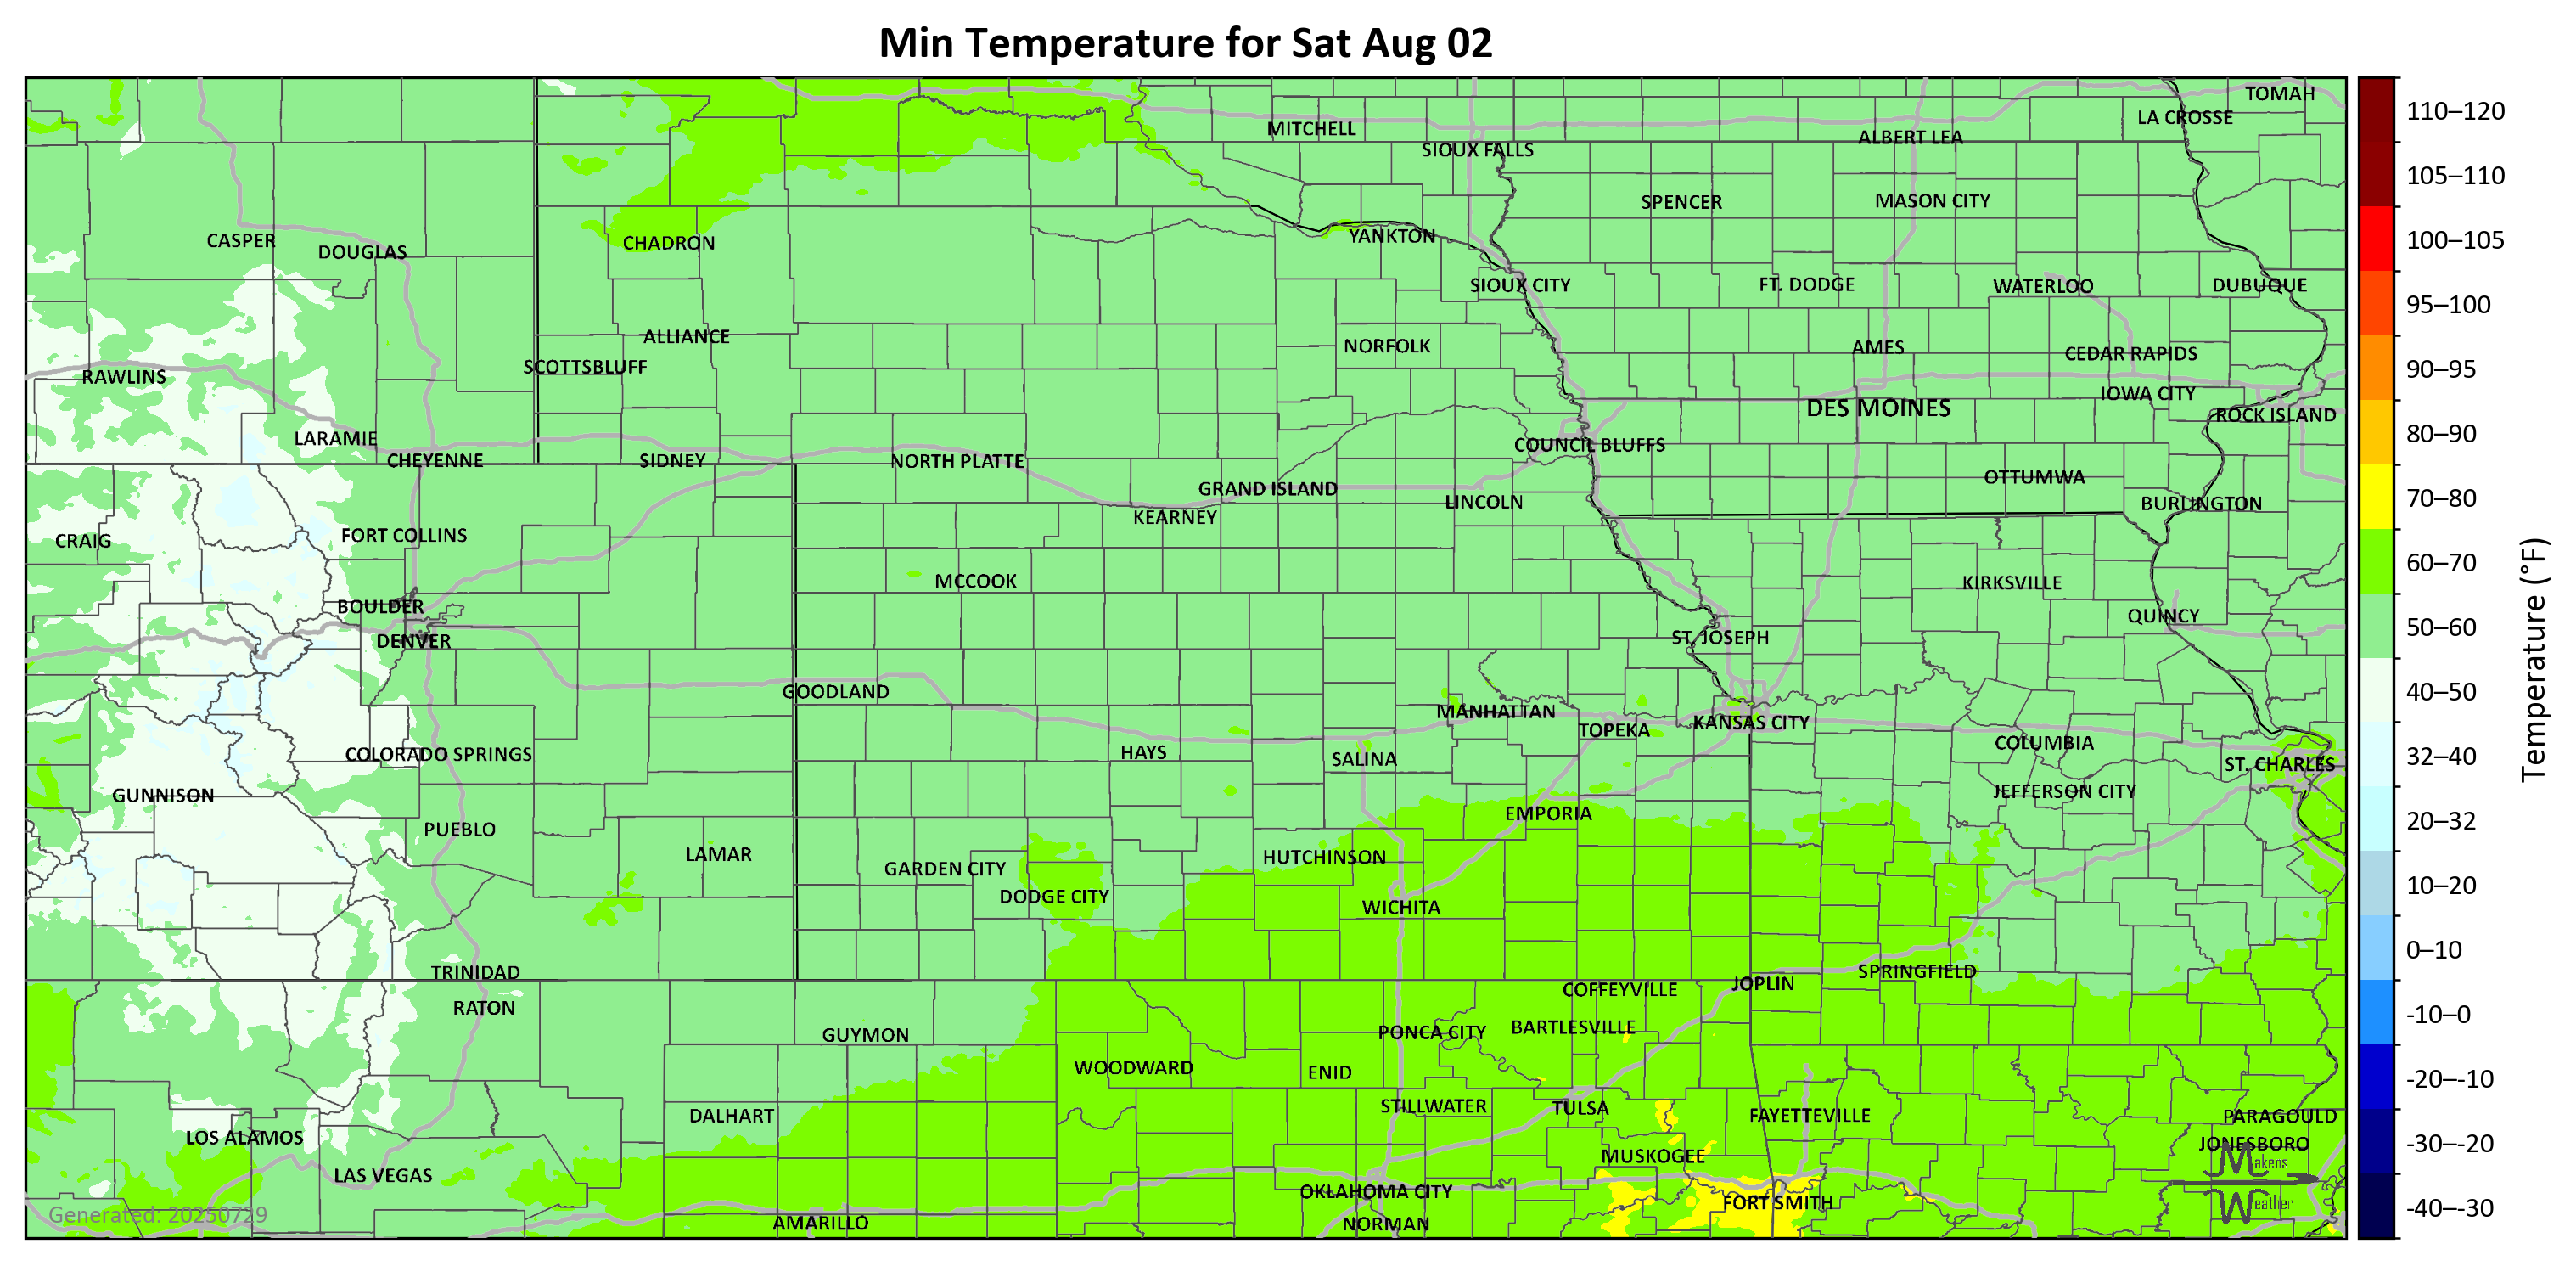 Min Temperature for Sat Aug 02
TOMAH
LA CROSSE
MITCHELL
ALBERT LEA
SIOUX FALLS
SPENCER
MASON CITY
CASPER
DOUGLAS
CHADRON
YANKTON
SIOUX CITY
FT. DODGE
WATERLOO
DUBUQUE
ALLIANCE
NORFOLK
AMES
CEDAR RAPIDS
SCOTTSBLUFF
RAWLINS
IOWA CITY
DES MOINES
ROCK ISLAND
LARAMIE
COUNCIL BLUFFS
CHEYENNE
SIDNEY
NORTH PLATTE
OTTUMWA
GRAND ISLAND
LINCOLN
BURLINGTON
KEARNEY
FORT COLLINS
CRAIG
MCCOOK
KIRKSVILLE
BOULDER
QUINCY
DENVER
ST. JOSEPH
GOODLAND
MANHATTAN
KANSAS CITY
TOPEKA
COLUMBIA
HAYS
COLORADO SPRINGS
SALINA
ST. CHARLES
JEFFERSON CITY
GUNNISON
EMPORIA
PUEBLO
LAMAR
HUTCHINSON
GARDEN CITY
DODGE CITY
WICHITA
TRINIDAD
SPRINGFIELD
JOPLIN
COFFEYVILLE
RATON
BARTLESVILLE
PONCA CITY
GUYMON
WOODWARD
ENID
STILLWATER
TULSA
DALHART
FAYETTEVILLE
PARAGOULD
LOS ALAMOS
JONESBORO
MUSKOGEE
LAS VEGAS
OKLAHOMA CITY
FORT SMITH
AMARILLO
NORMAN
Generated: 20250729
Makens
Weather
110–120
105–110
100–105
95–100
90–95
80–90
70–80
60–70
50–60
40–50
32–40
20–32
10–20
0–10
-10–0
-20–-10
-30–-20
-40–-30
Temperature (°F)